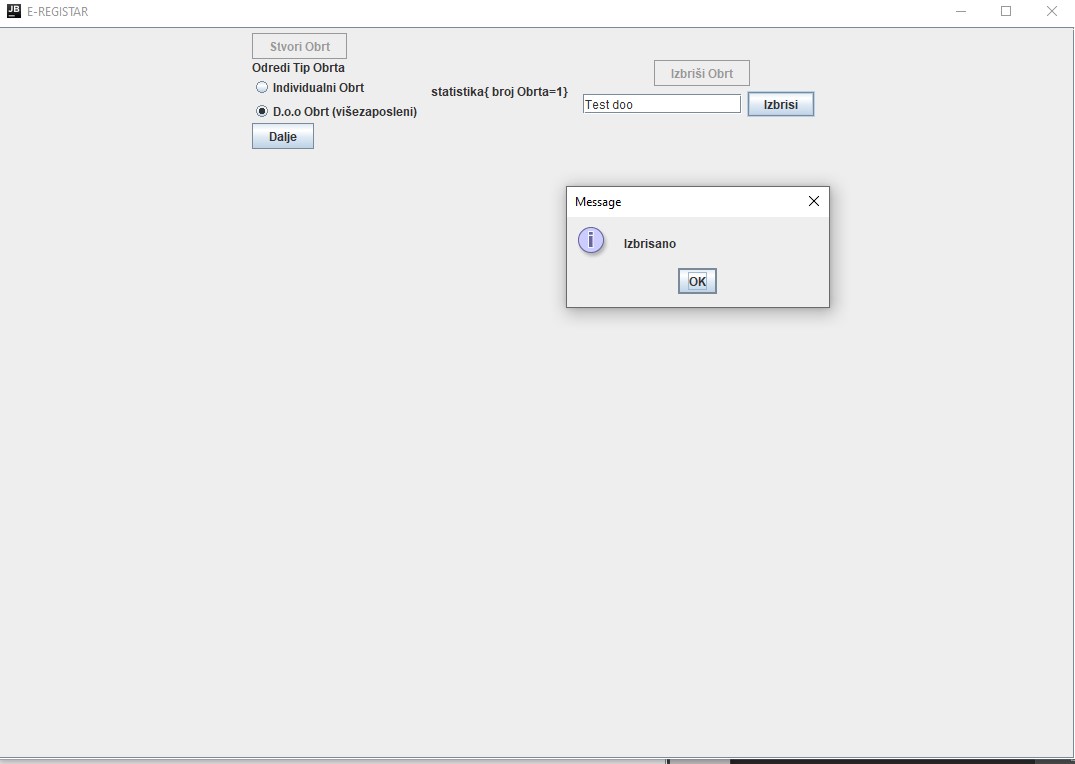 JB E-REGISTAR
Stvori Obrt
Odredi Tip Obrta
Individualni Obrt
D.o.o Obrt (višezaposleni)
Dalje
statistika{ broj Obrta=1}
Izbriši Obrt
Test doo
Izbrisi
Message
Izbrisano
OK